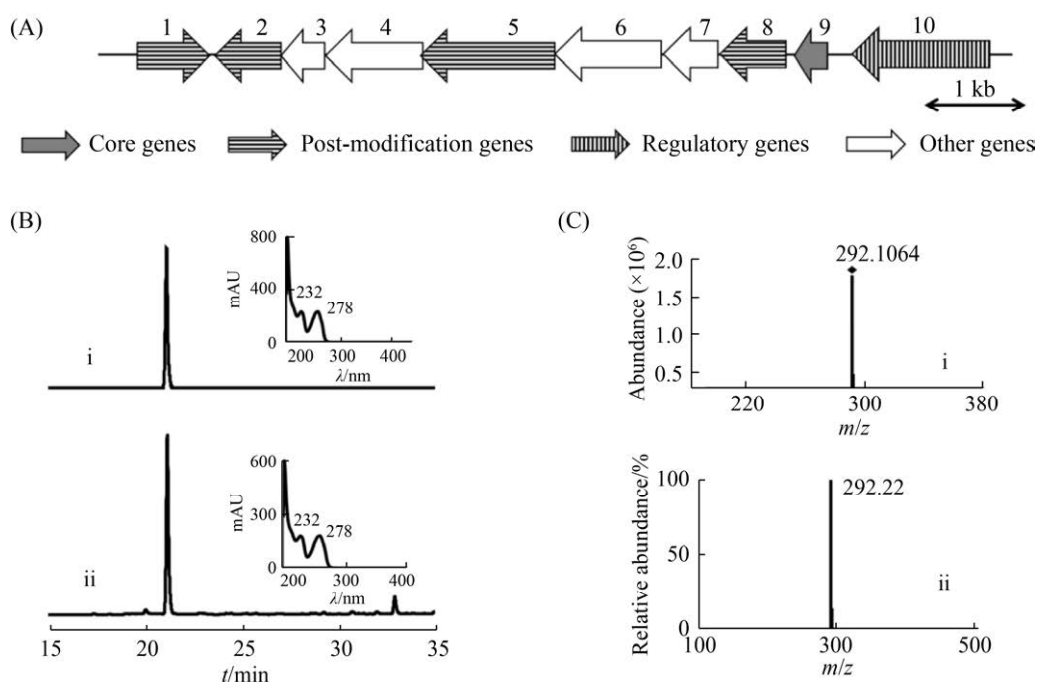 (A)
1 2 3 4 5 6 7 8 9 10
1 kb
Core genes Post-modification genes Regulatory genes Other genes
(B)
800
400
0
mAU
232
278
200 300 400
λ/nm
i
600
300
0
mAU
232
278
200 300 400
λ/nm
ii
15 20 25 30 35
t/min
(C)
Abundance (×10⁶)
2.0
1.5
1.0
0.5
292.1064
i
220 300 380
m/z
Relative abundance/%
100
50
0
292.22
ii
100 300 500
m/z